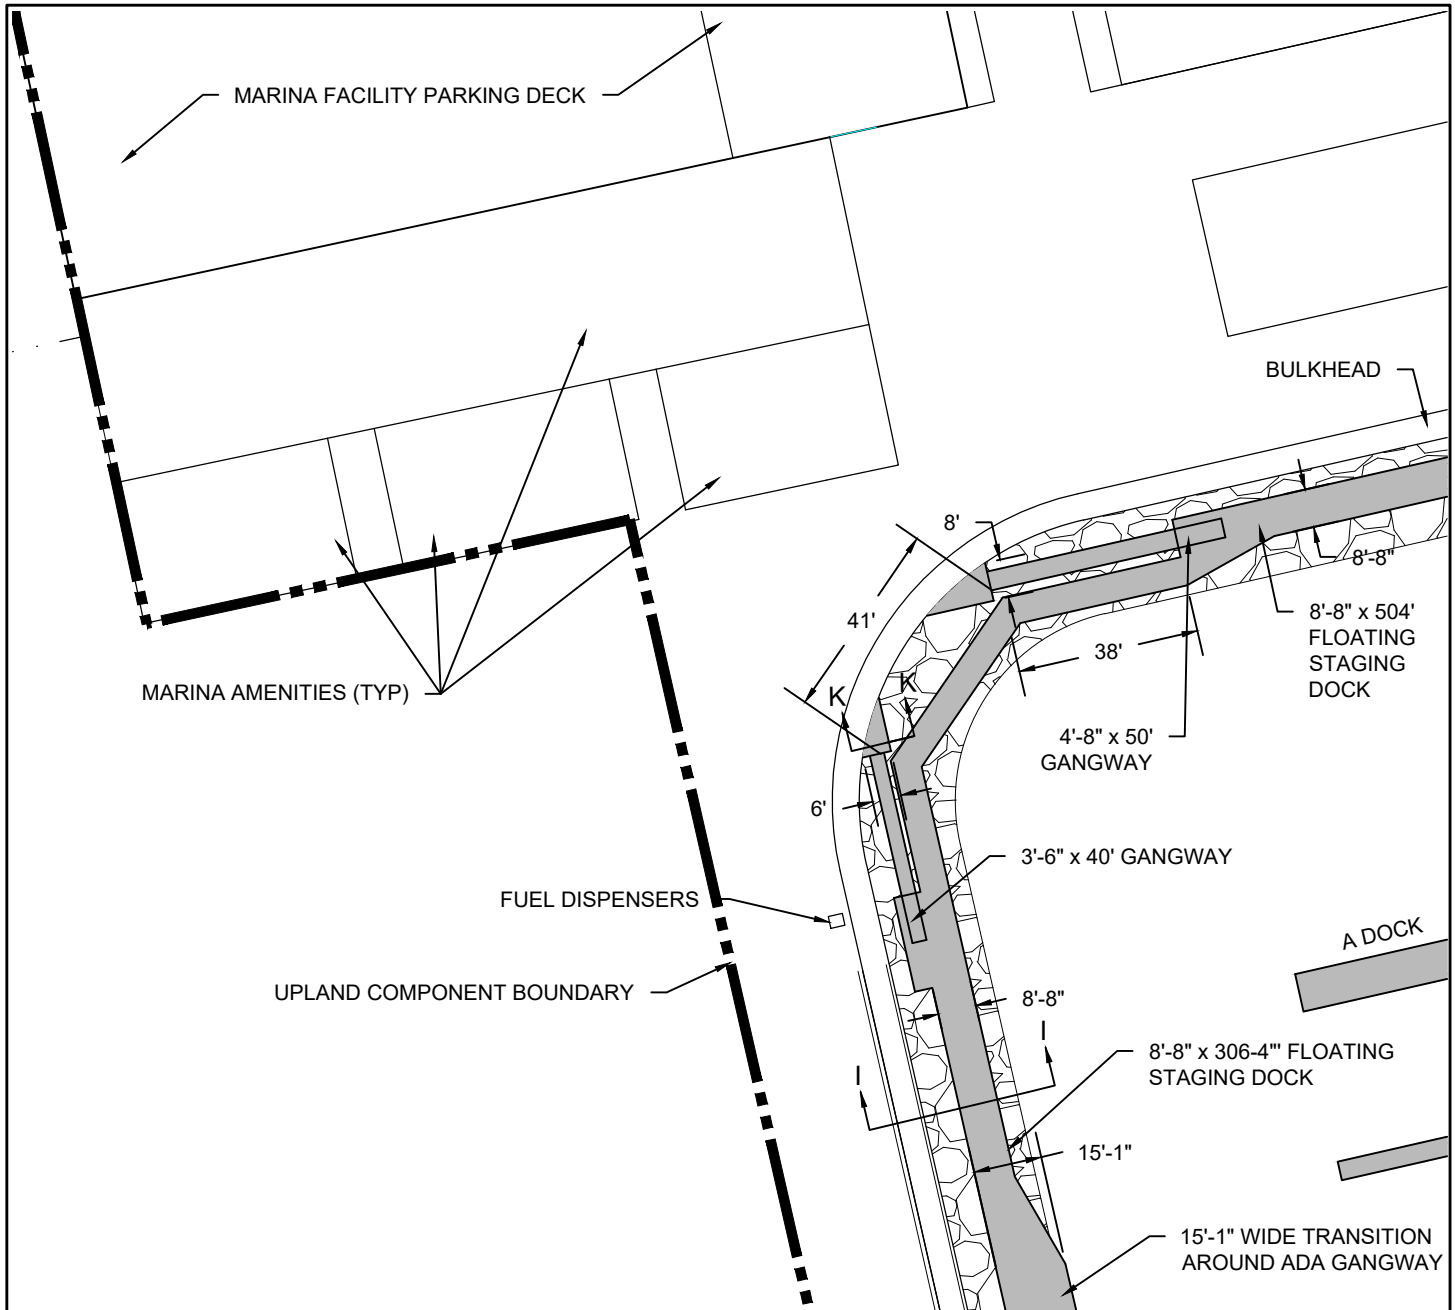 MARINA FACILITY PARKING DECK
BULKHEAD
8'
8'-8"
41'
8'-8" x 504'
FLOATING
STAGING
DOCK
38'
MARINA AMENITIES (TYP)
K
K
4'-8" x 50'
GANGWAY
6'
3'-6" x 40' GANGWAY
FUEL DISPENSERS
A DOCK
UPLAND COMPONENT BOUNDARY
8'-8"
I
I
8'-8" x 306-4"' FLOATING
STAGING DOCK
15'-1"
15'-1" WIDE TRANSITION
AROUND ADA GANGWAY